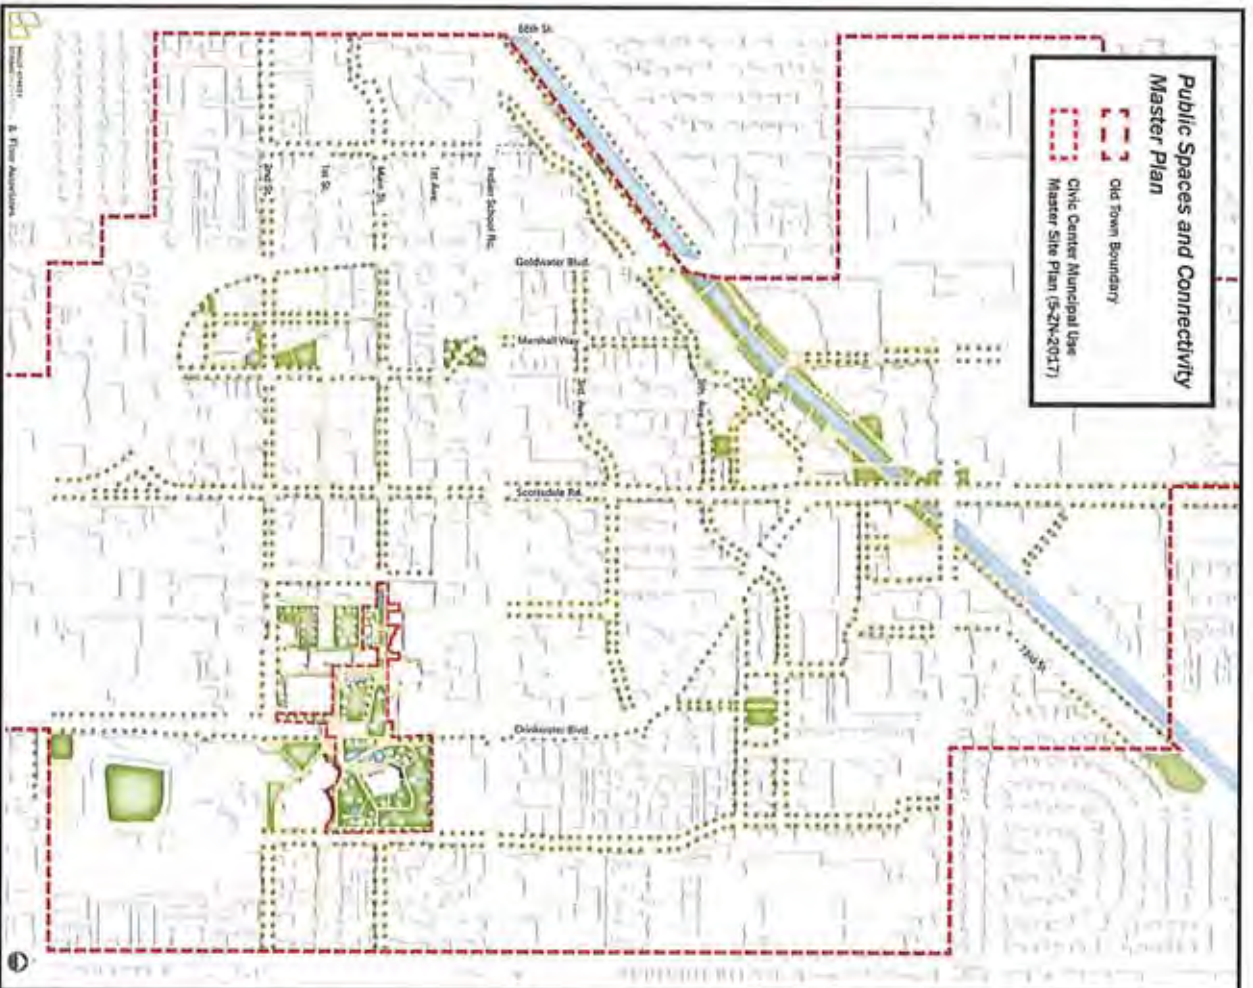 Public Spaces and Connectivity
Master Plan
Old Town Boundary
Civic Center Municipal Use
Master Site Plan (5-ZN-2017)
68th St.
2nd St.
1st St.
Main St.
1st Ave.
Indian School Rd.
Goldwater Blvd.
Marshall Way
3rd. Ave.
5th. Ave.
Scottsdale Rd.
73rd St.
Drinkwater Blvd.
& Floor Associates